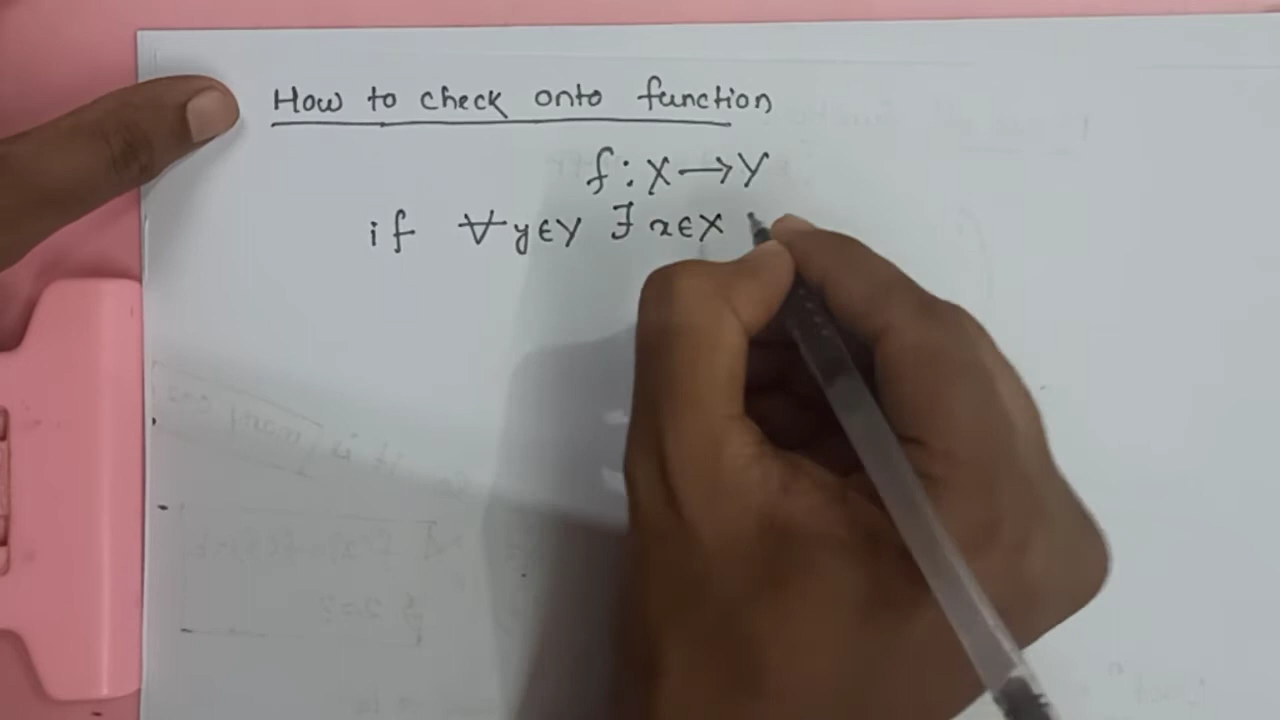 How to check onto function
f : X → Y
if ∀ y ∈ Y ∃ x ∈ X